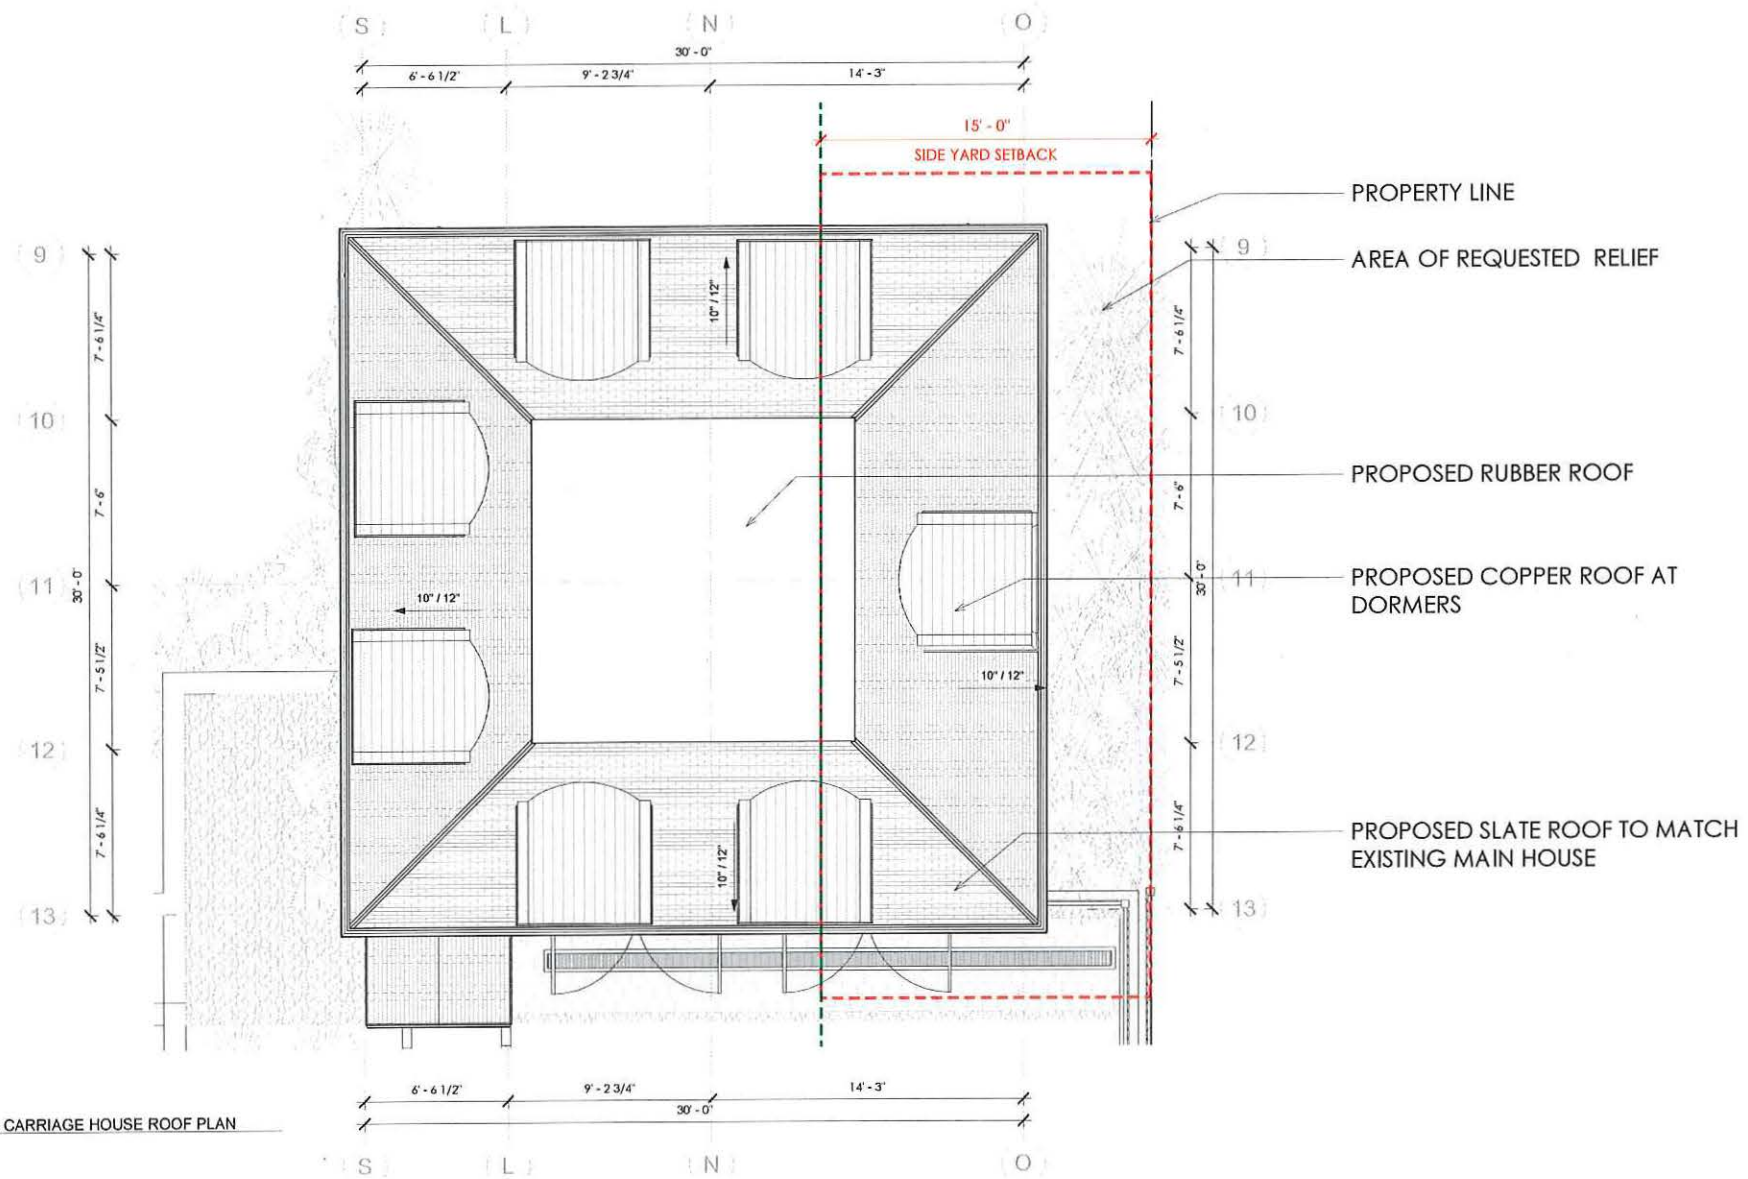 (S) (L) (N) (O)
30' - 0"
6' - 6 1/2" 9' - 2 3/4" 14' - 3"
15' - 0"
SIDE YARD SETBACK
PROPERTY LINE
(9) (9)
AREA OF REQUESTED RELIEF
10" / 12"
7' - 6 1/4" 7' - 6 1/4"
(10) (10)
PROPOSED RUBBER ROOF
7' - 6" 7' - 6"
(11) 30' - 0" 30' - 0" (11)
PROPOSED COPPER ROOF AT
DORMERS
10" / 12"
7' - 5 1/2" 7' - 5 1/2"
10" / 12"
(12) (12)
7' - 6 1/4" 7' - 6 1/4"
PROPOSED SLATE ROOF TO MATCH
EXISTING MAIN HOUSE
10" / 12"
(13) (13)
6' - 6 1/2" 9' - 2 3/4" 14' - 3"
30' - 0"
CARRIAGE HOUSE ROOF PLAN
(S) (L) (N) (O)